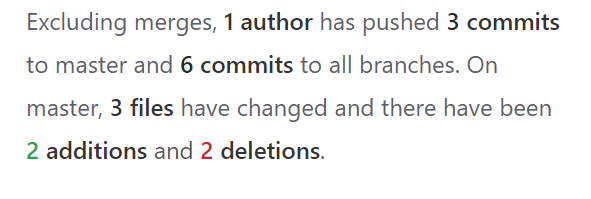 Excluding merges, 1 author has pushed 3 commits
to master and 6 commits to all branches. On
master, 3 files have changed and there have been
2 additions and 2 deletions.